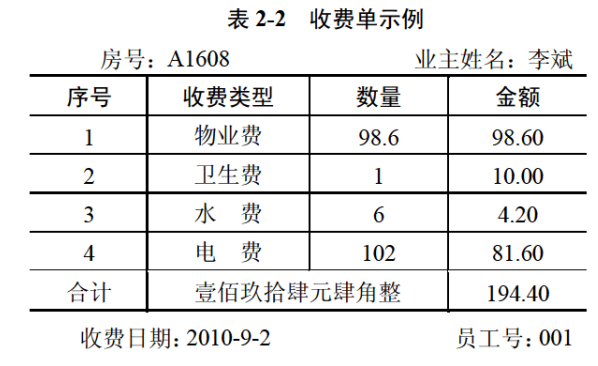 表 2-2 收费单示例
房号：A1608 业主姓名：李斌
序号 收费类型 数量 金额
1 物业费 98.6 98.60
2 卫生费 1 10.00
3 水 费 6 4.20
4 电 费 102 81.60
合计 壹佰玖拾肆元肆角整 194.40
收费日期：2010-9-2 员工号：001